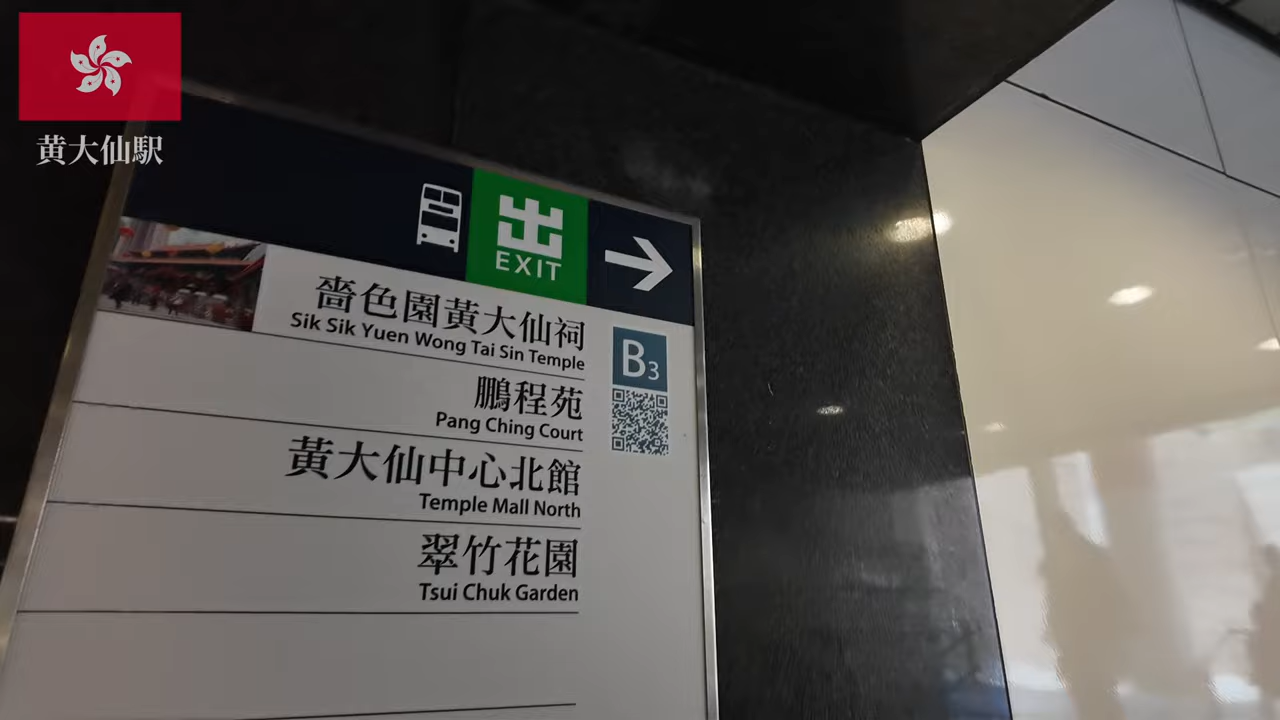 黄大仙駅
出
EXIT
嗇色園黃大仙祠
Sik Sik Yuen Wong Tai Sin Temple
B3
鵬程苑
Pang Ching Court
黃大仙中心北館
Temple Mall North
翠竹花園
Tsui Chuk Garden